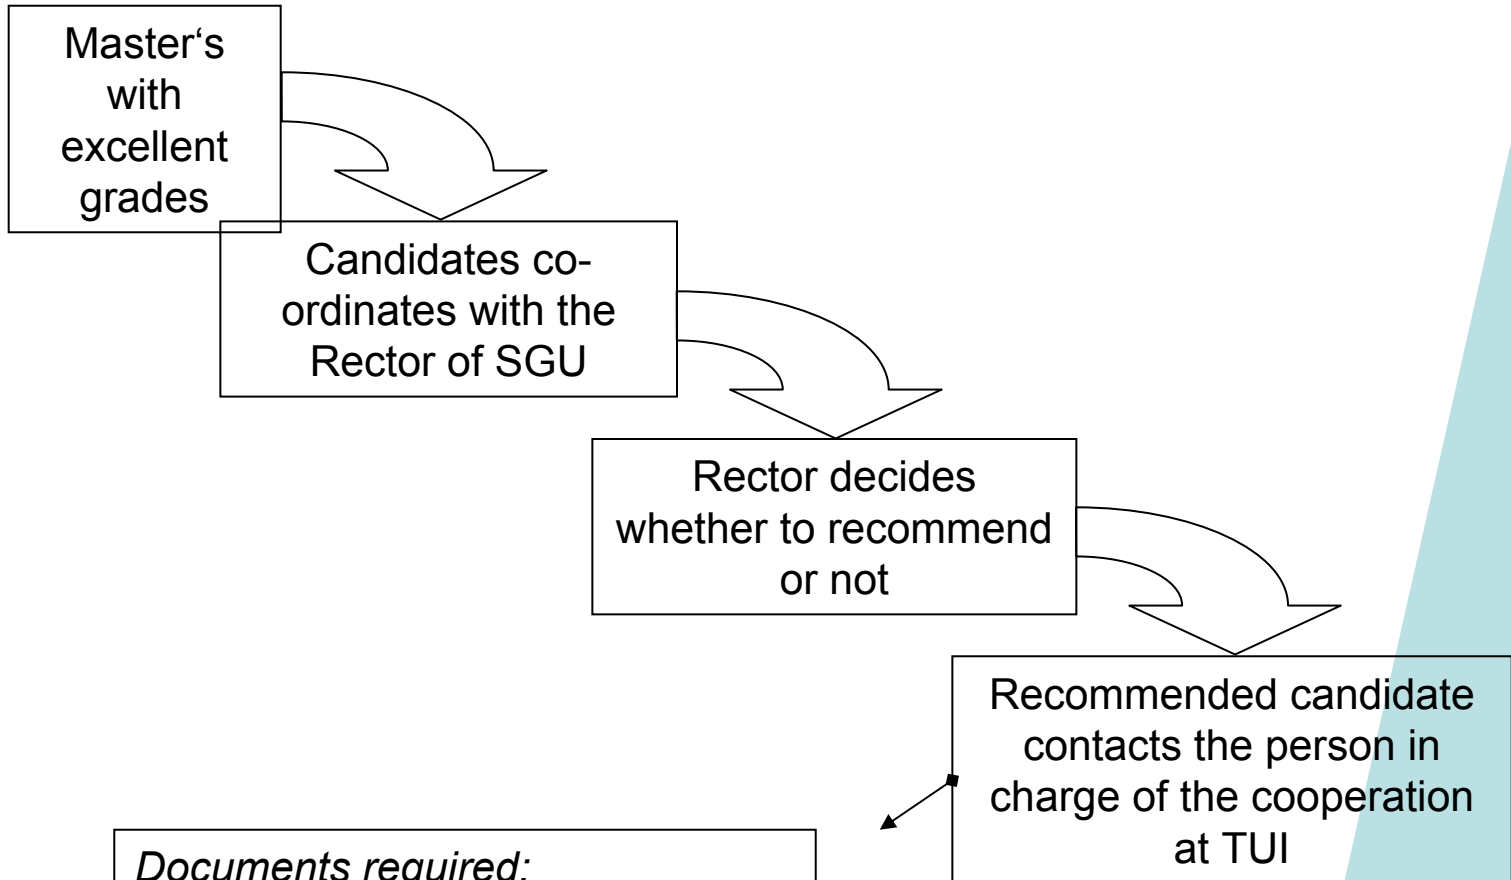 Master‘s
with
excellent
grades
Candidates co-
ordinates with the
Rector of SGU
Rector decides
whether to recommend
or not
Recommended candidate
contacts the person in
charge of the cooperation
at TUI
Documents required: